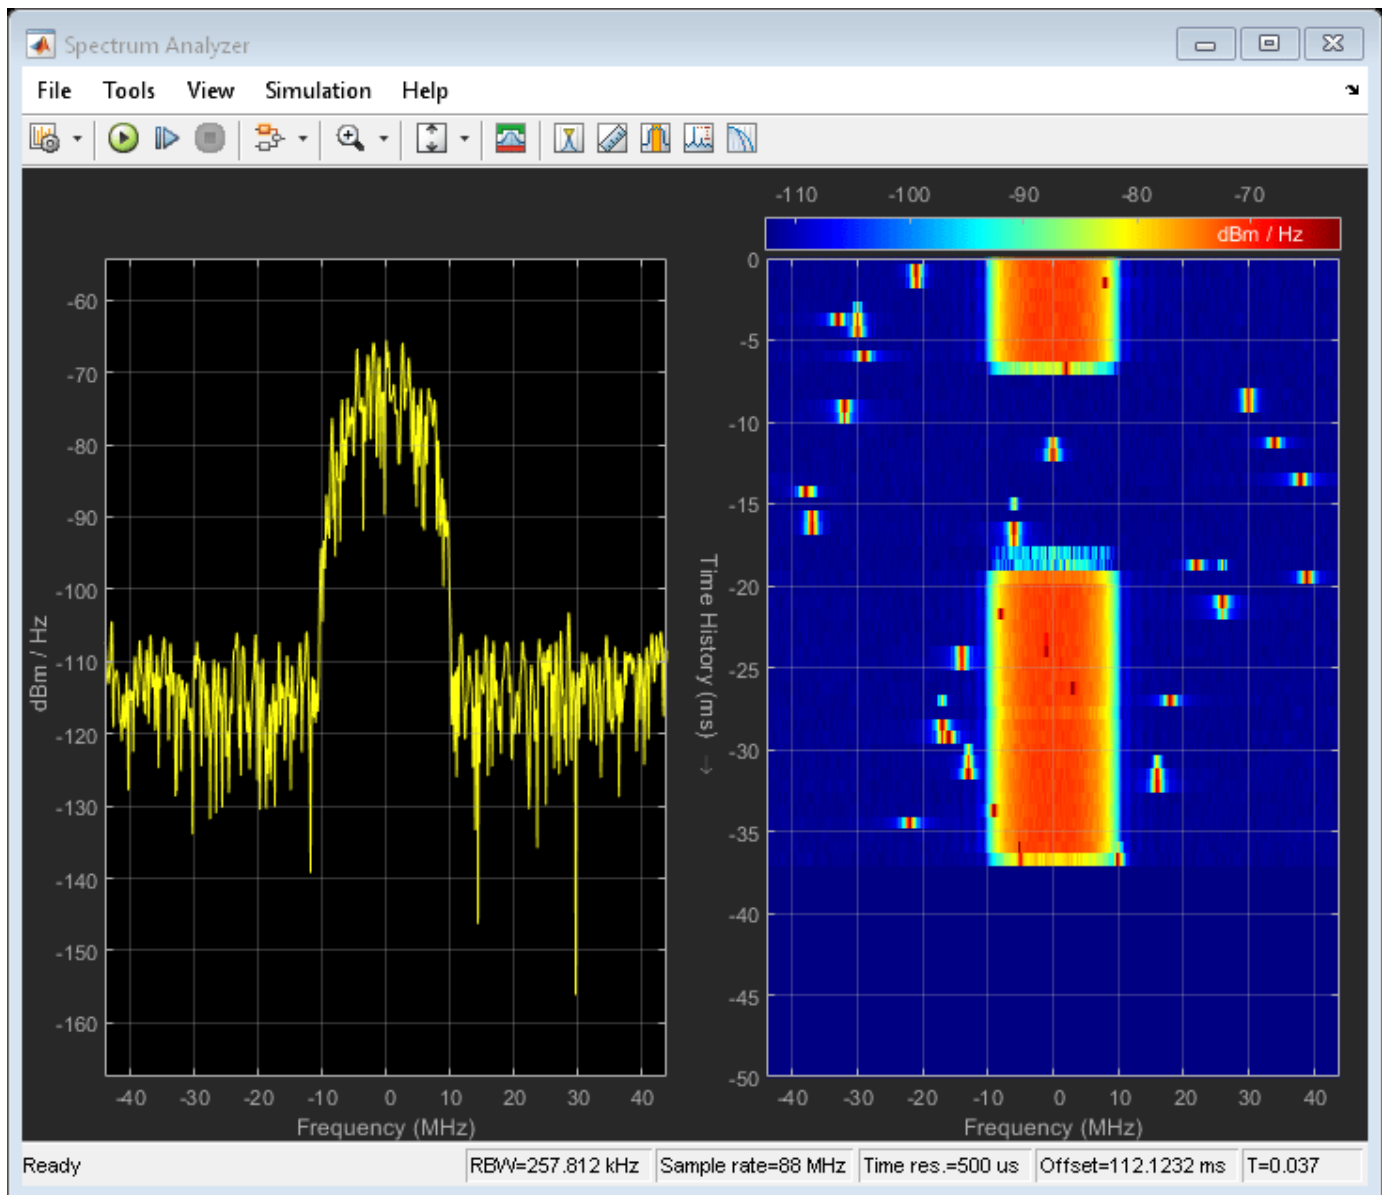 Spectrum Analyzer
File Tools View Simulation Help
-110 -100 -90 -80 -70
dBm / Hz
-60
-70
-80
-90
-100
-110
-120
-130
-140
-150
-160
dBm / Hz
-40 -30 -20 -10 0 10 20 30 40
Frequency (MHz)
0
-5
-10
-15
-20
-25
-30
-35
-40
-45
-50
Time History (ms) →
-40 -30 -20 -10 0 10 20 30 40
Frequency (MHz)
Ready RBW=257.812 kHz Sample rate=88 MHz Time res.=500 us Offset=112.1232 ms T=0.037